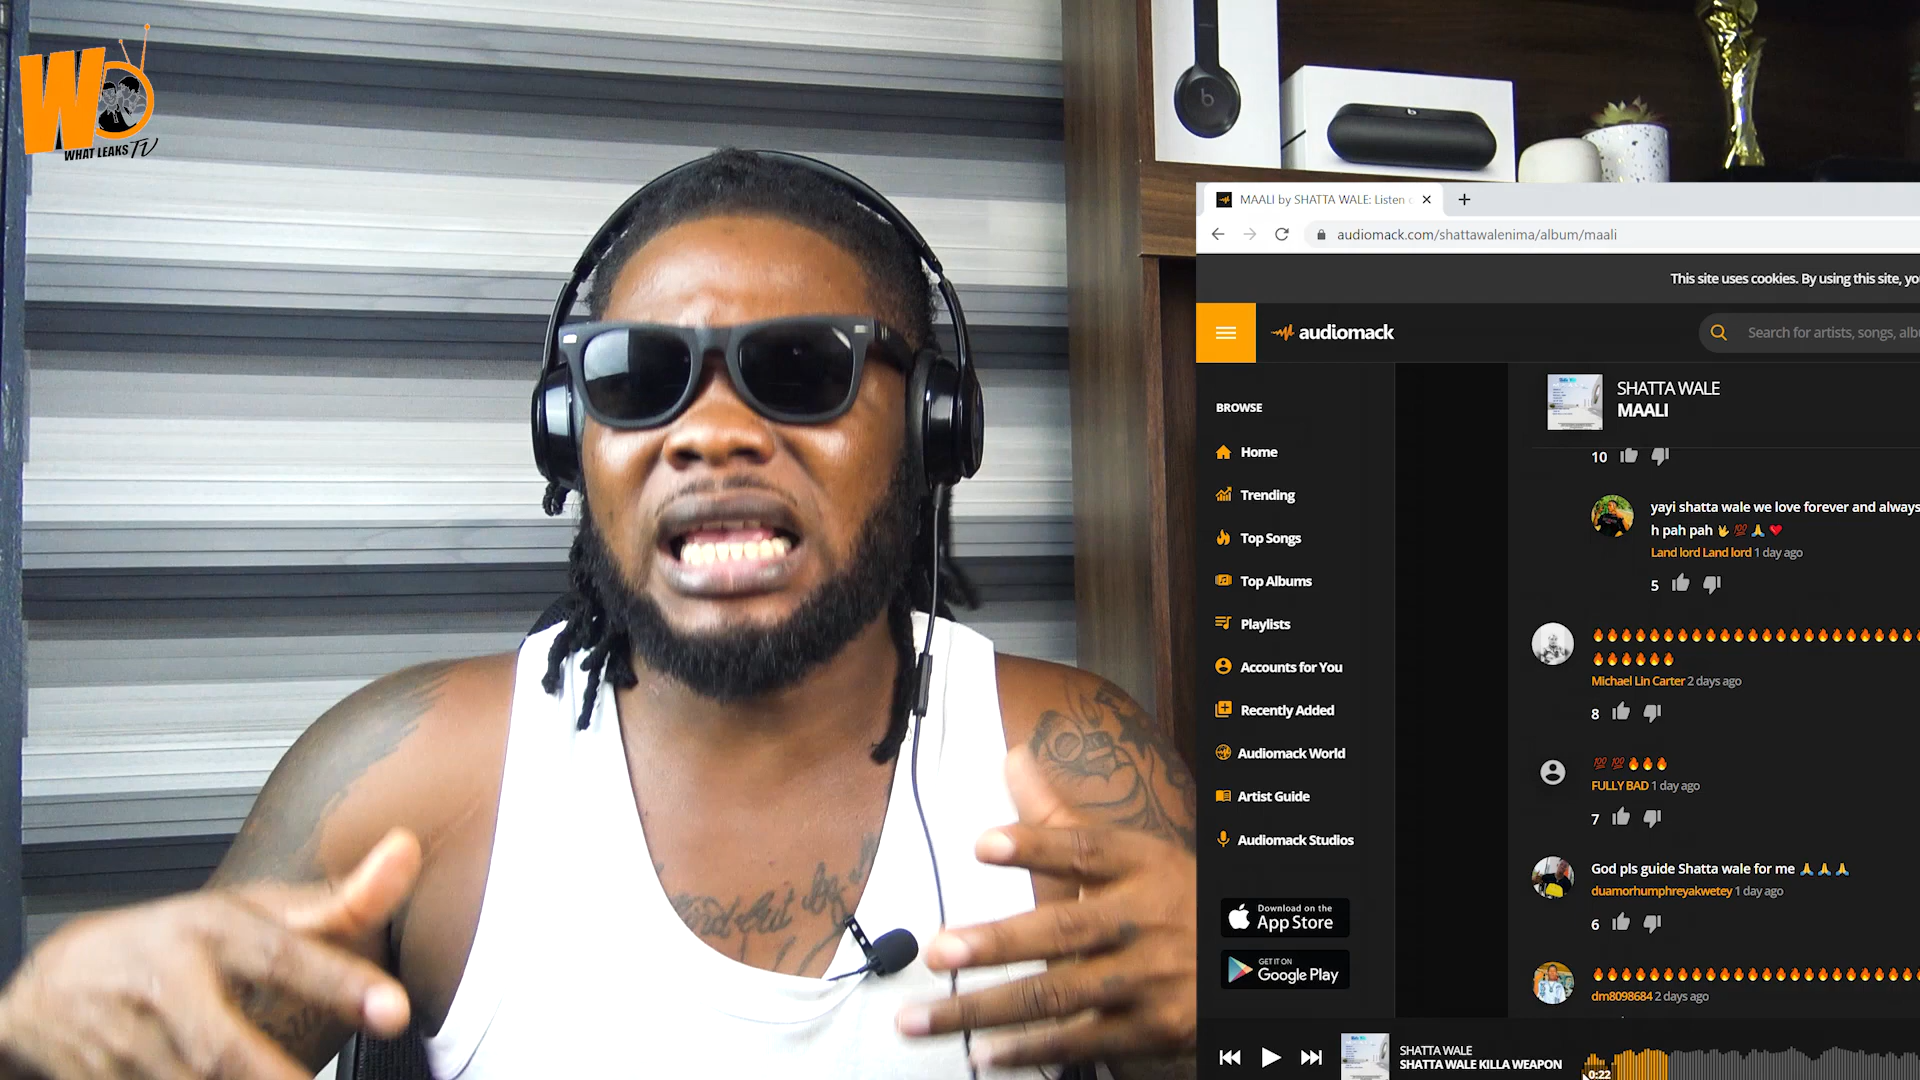 WHAT LEAKS TV
MAALI by SHATTA WALE: Listen
audiomack.com/shattawalenima/album/maali
This site uses cookies. By using this site, yo
audiomack
Search for artists, songs, alb
BROWSE
Home
Trending
Top Songs
Top Albums
Playlists
Accounts for You
Recently Added
Audiomack World
Artist Guide
Audiomack Studios
Download on the
App Store
GET IT ON
Google Play
SHATTA WALE
MAALI
10
yayi shatta wale we love forever and always
h pah pah 🤟 💯 🙏 ❤️
Land lord Land lord 1 day ago
5
Michael Lin Carter 2 days ago
8
💯 💯 🔥 🔥 🔥
FULLY BAD 1 day ago
7
God pls guide Shatta wale for me 🙏 🙏 🙏
duamorhumphreyakwetey 1 day ago
6
dm8098684 2 days ago
SHATTA WALE
SHATTA WALE KILLA WEAPON
0:22